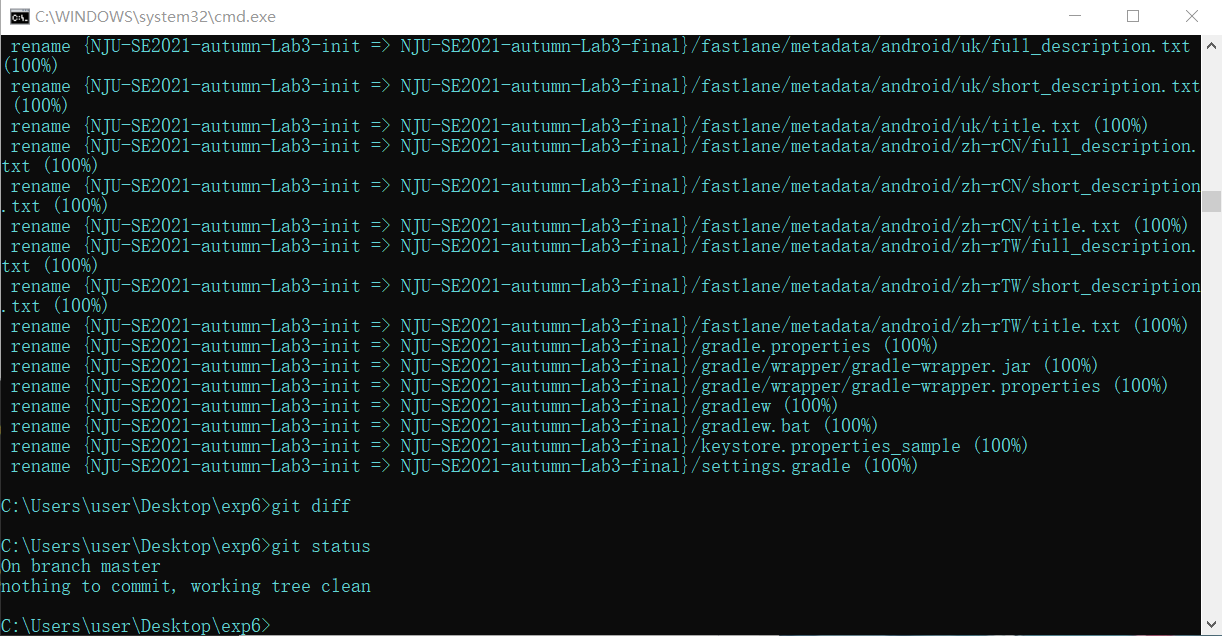 C:\WINDOWS\system32\cmd.exe
rename {NJU-SE2021-autumn-Lab3-init => NJU-SE2021-autumn-Lab3-final}/fastlane/metadata/android/uk/full_description.txt
(100%)
rename {NJU-SE2021-autumn-Lab3-init => NJU-SE2021-autumn-Lab3-final}/fastlane/metadata/android/uk/short_description.txt
(100%)
rename {NJU-SE2021-autumn-Lab3-init => NJU-SE2021-autumn-Lab3-final}/fastlane/metadata/android/uk/title.txt (100%)
rename {NJU-SE2021-autumn-Lab3-init => NJU-SE2021-autumn-Lab3-final}/fastlane/metadata/android/zh-rCN/full_description.
txt (100%)
rename {NJU-SE2021-autumn-Lab3-init => NJU-SE2021-autumn-Lab3-final}/fastlane/metadata/android/zh-rCN/short_description
.txt (100%)
rename {NJU-SE2021-autumn-Lab3-init => NJU-SE2021-autumn-Lab3-final}/fastlane/metadata/android/zh-rCN/title.txt (100%)
rename {NJU-SE2021-autumn-Lab3-init => NJU-SE2021-autumn-Lab3-final}/fastlane/metadata/android/zh-rTW/full_description.
txt (100%)
rename {NJU-SE2021-autumn-Lab3-init => NJU-SE2021-autumn-Lab3-final}/fastlane/metadata/android/zh-rTW/short_description
.txt (100%)
rename {NJU-SE2021-autumn-Lab3-init => NJU-SE2021-autumn-Lab3-final}/fastlane/metadata/android/zh-rTW/title.txt (100%)
rename {NJU-SE2021-autumn-Lab3-init => NJU-SE2021-autumn-Lab3-final}/gradle.properties (100%)
rename {NJU-SE2021-autumn-Lab3-init => NJU-SE2021-autumn-Lab3-final}/gradle/wrapper/gradle-wrapper.jar (100%)
rename {NJU-SE2021-autumn-Lab3-init => NJU-SE2021-autumn-Lab3-final}/gradle/wrapper/gradle-wrapper.properties (100%)
rename {NJU-SE2021-autumn-Lab3-init => NJU-SE2021-autumn-Lab3-final}/gradlew (100%)
rename {NJU-SE2021-autumn-Lab3-init => NJU-SE2021-autumn-Lab3-final}/gradlew.bat (100%)
rename {NJU-SE2021-autumn-Lab3-init => NJU-SE2021-autumn-Lab3-final}/keystore.properties_sample (100%)
rename {NJU-SE2021-autumn-Lab3-init => NJU-SE2021-autumn-Lab3-final}/settings.gradle (100%)
C:\Users\user\Desktop\exp6>git diff
C:\Users\user\Desktop\exp6>git status
On branch master
nothing to commit, working tree clean
C:\Users\user\Desktop\exp6>